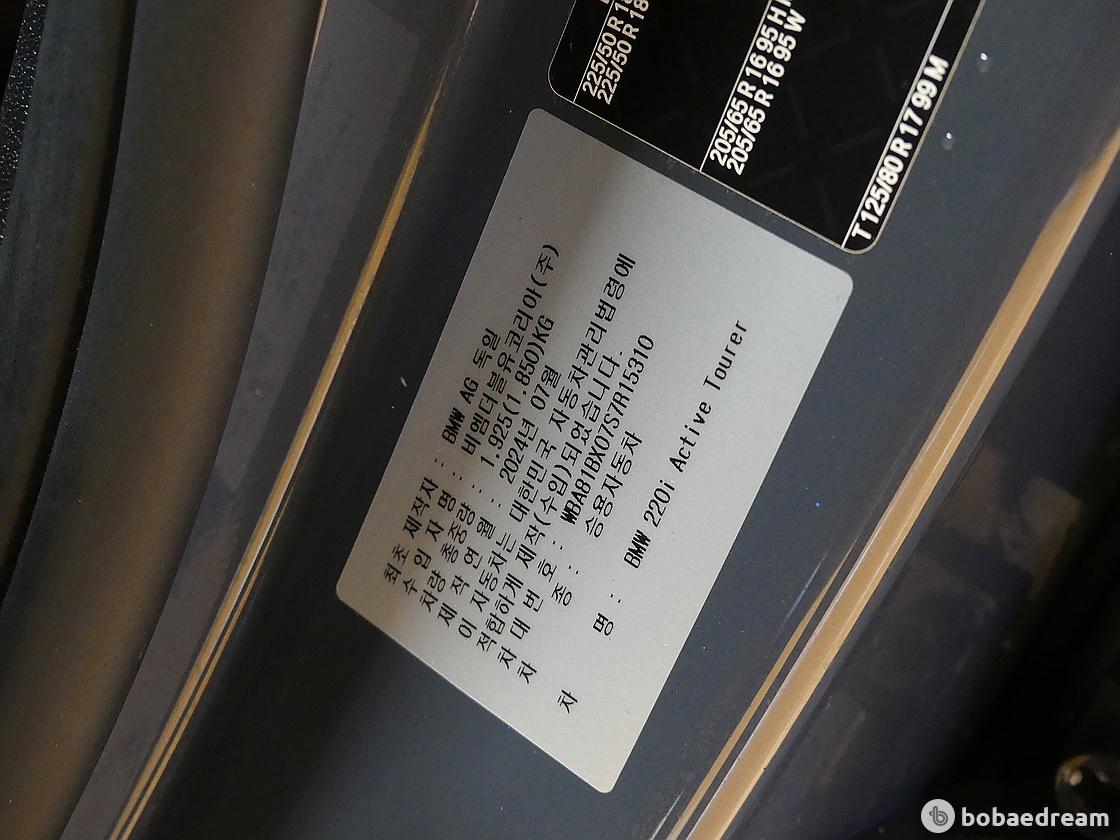 225/50 R 18
225/50 R 18
205/65 R 16 95 H
205/65 R 16 95 W
T 125/80 R 17 99 M
최초 제작자 : BMW AG 독일
수 입 자 명 : 비엠더블유코리아(주)
차량 총중량 : 1,925(1,850)KG
제 작 연 월 : 2024년 07월
이 자동차는 대한민국 자동차관리법령에
적합하게 제작(수입)되었습니다.
차 대 번 호 : WBA81BX07S7R15310
차 종 : 승용자동차
차 명 : BMW 220i Active Tourer
bobaedream